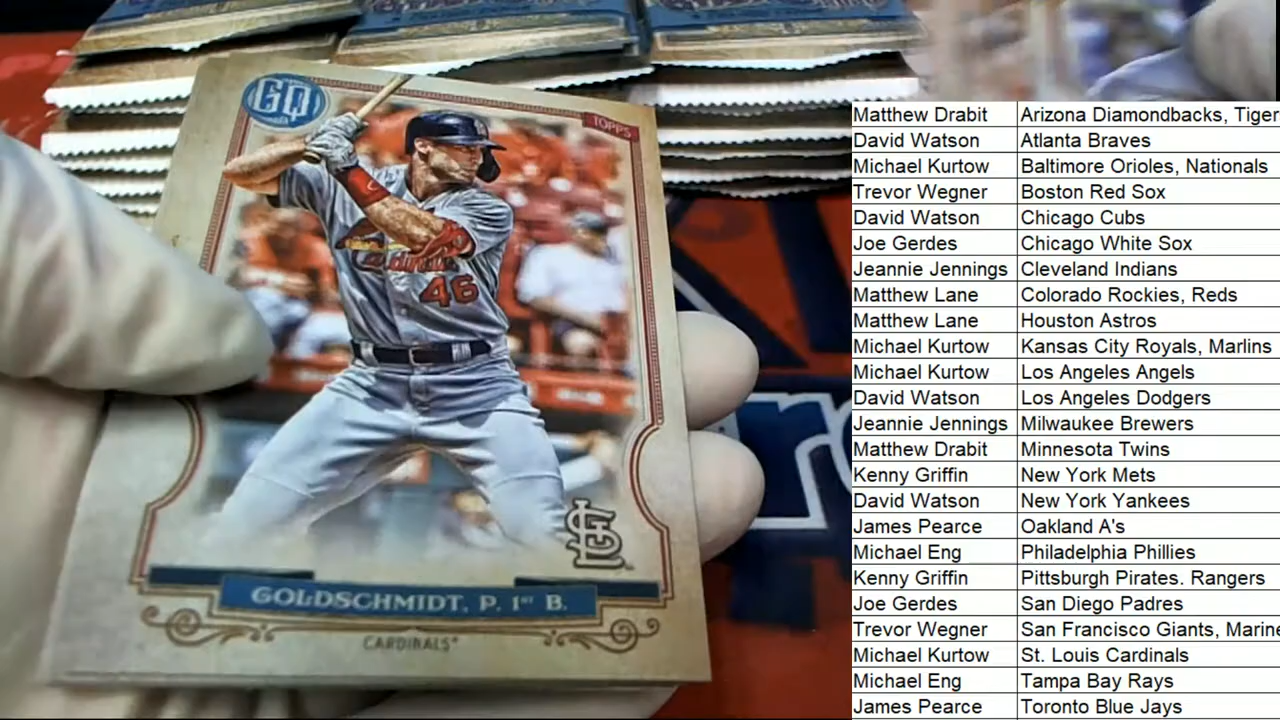 GQ
TOPPS
Cardinals
46
GOLDSCHMIDT, P. 1ST B.
CARDINALS
Matthew Drabit Arizona Diamondbacks, Tiger
David Watson Atlanta Braves
Michael Kurtow Baltimore Orioles, Nationals
Trevor Wegner Boston Red Sox
David Watson Chicago Cubs
Joe Gerdes Chicago White Sox
Jeannie Jennings Cleveland Indians
Matthew Lane Colorado Rockies, Reds
Matthew Lane Houston Astros
Michael Kurtow Kansas City Royals, Marlins
Michael Kurtow Los Angeles Angels
David Watson Los Angeles Dodgers
Jeannie Jennings Milwaukee Brewers
Matthew Drabit Minnesota Twins
Kenny Griffin New York Mets
David Watson New York Yankees
James Pearce Oakland A's
Michael Eng Philadelphia Phillies
Kenny Griffin Pittsburgh Pirates. Rangers
Joe Gerdes San Diego Padres
Trevor Wegner San Francisco Giants, Marine
Michael Kurtow St. Louis Cardinals
Michael Eng Tampa Bay Rays
James Pearce Toronto Blue Jays